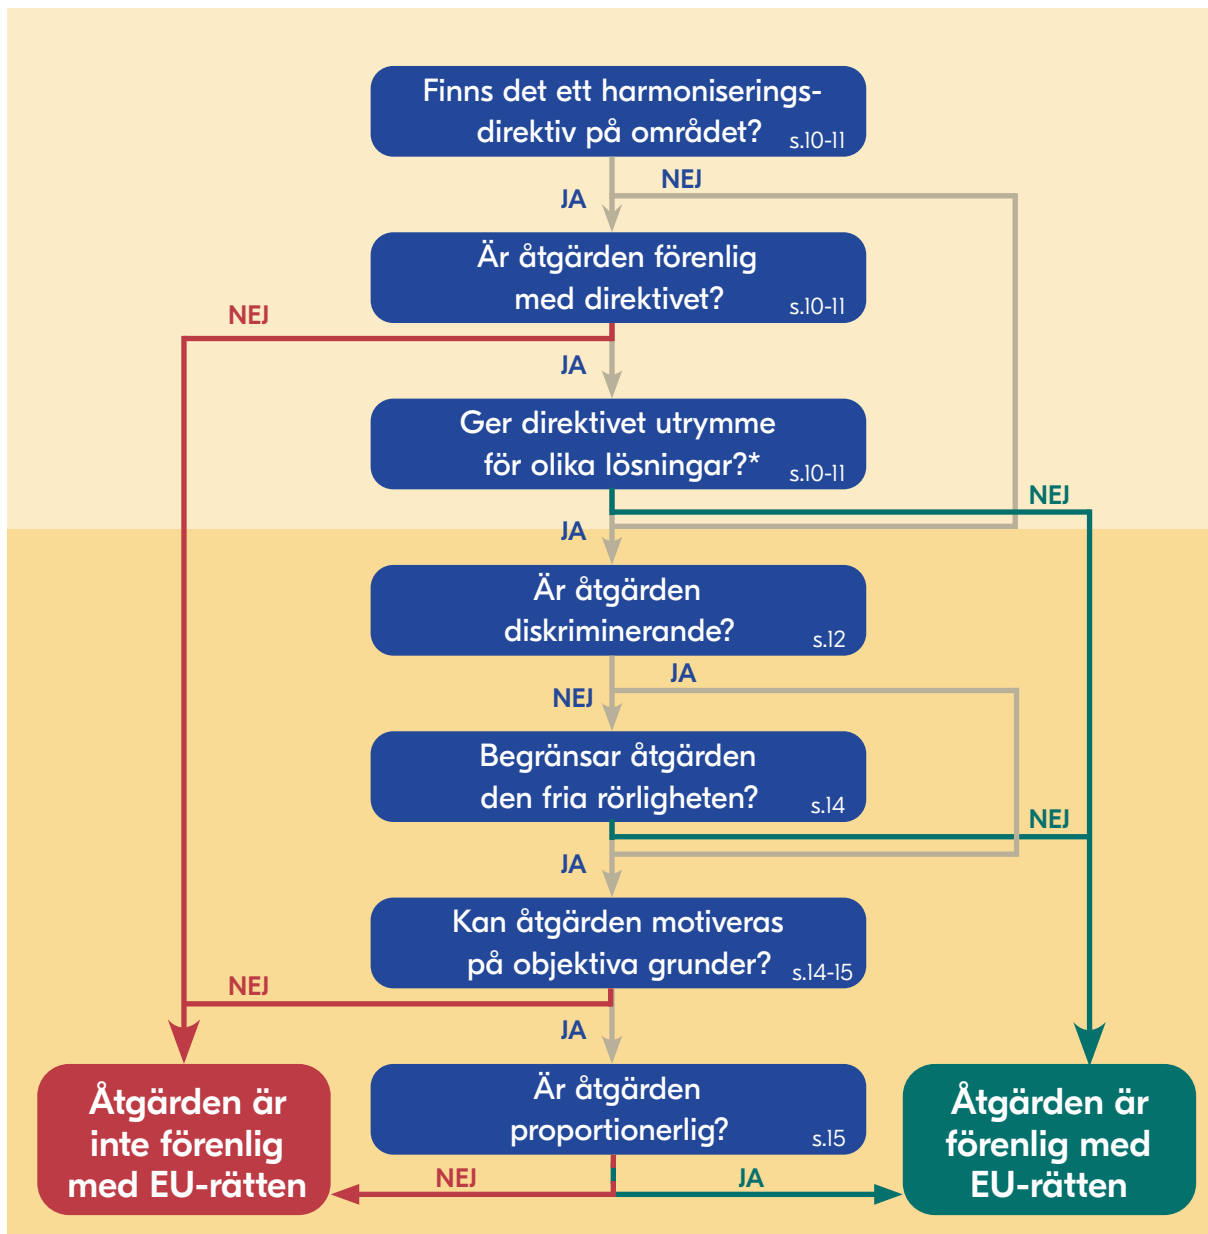 Finns det ett harmoniserings-
direktiv på området? s.10-11
NEJ
JA
Är åtgärden förenlig
med direktivet? s.10-11
NEJ
JA
Ger direktivet utrymme
för olika lösningar?* s.10-11
NEJ
JA
Är åtgärden
diskriminerande? s.12
JA
NEJ
Begränsar åtgärden
den fria rörligheten? s.14
NEJ
JA
Kan åtgärden motiveras
på objektiva grunder? s.14-15
NEJ
JA
Åtgärden är
inte förenlig
med EU-rätten
Är åtgärden
proportionerlig? s.15
Åtgärden är
förenlig med
EU-rätten
NEJ
JA